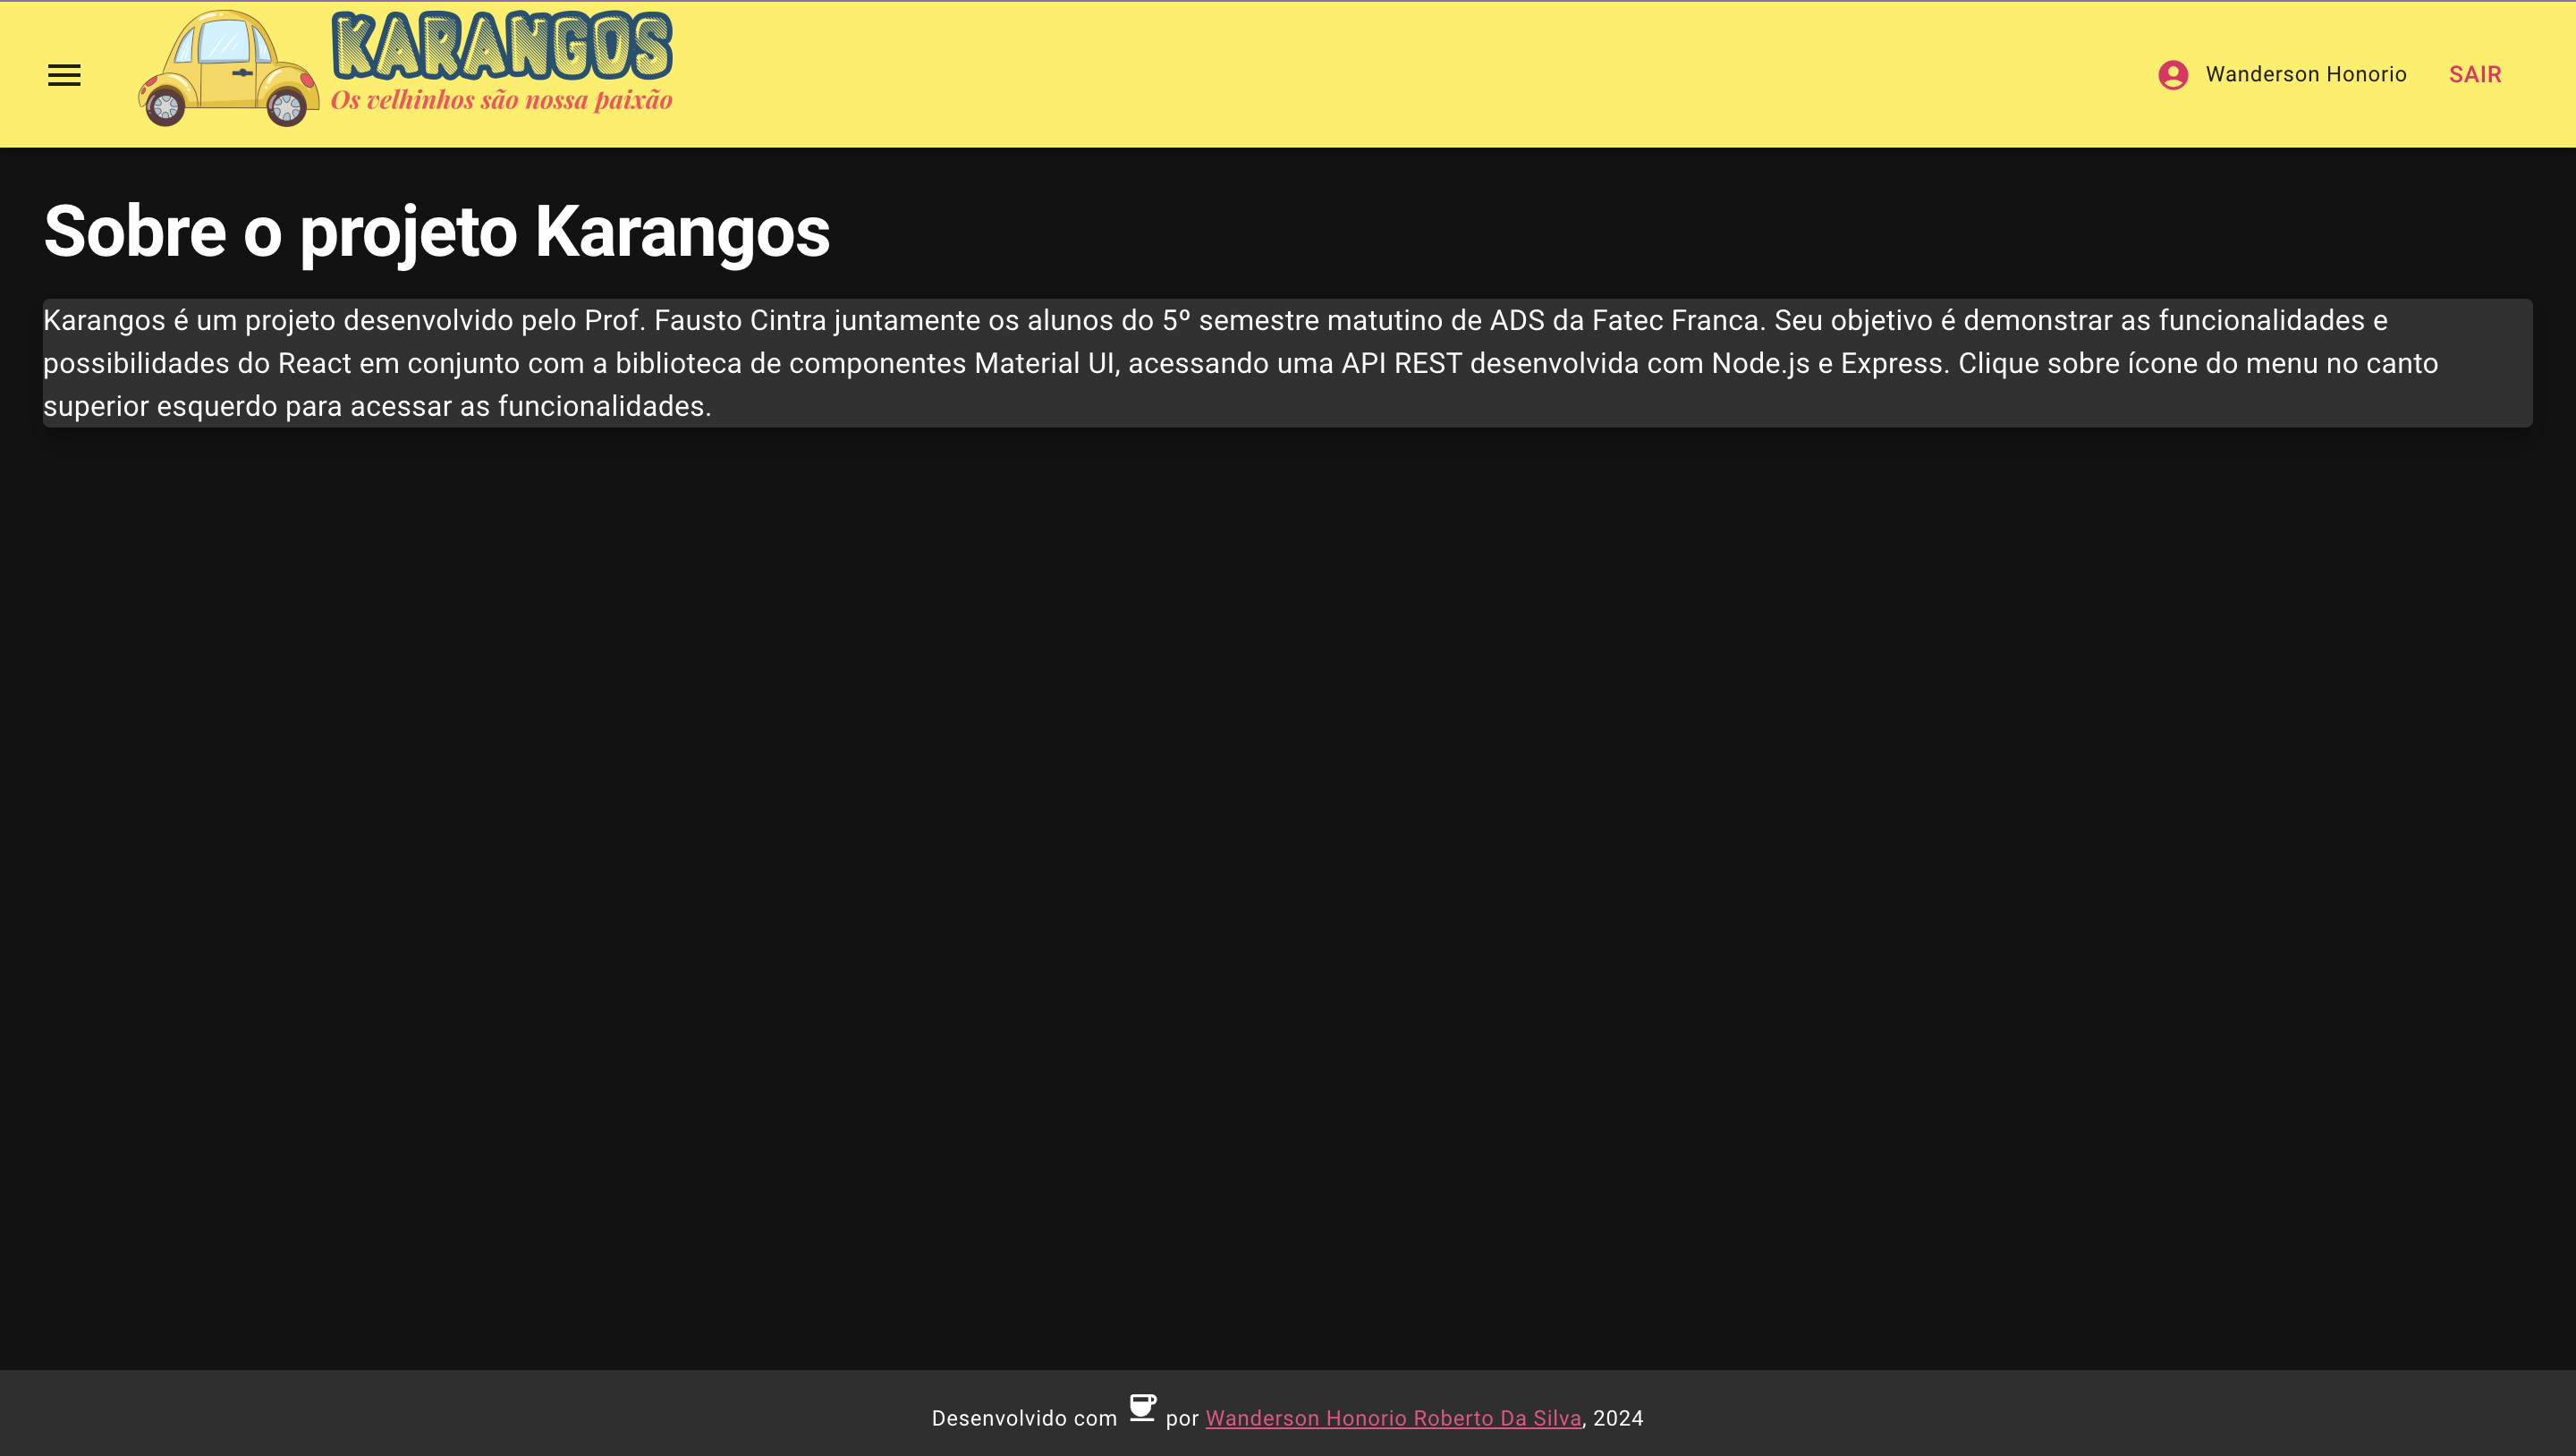 KARANGOS
Os velhinhos são nossa paixão
Wanderson Honorio
SAIR
Sobre o projeto Karangos
Karangos é um projeto desenvolvido pelo Prof. Fausto Cintra juntamente os alunos do 5º semestre matutino de ADS da Fatec Franca. Seu objetivo é demonstrar as funcionalidades e
possibilidades do React em conjunto com a biblioteca de componentes Material UI, acessando uma API REST desenvolvida com Node.js e Express. Clique sobre ícone do menu no canto
superior esquerdo para acessar as funcionalidades.
Desenvolvido com por Wanderson Honorio Roberto Da Silva, 2024